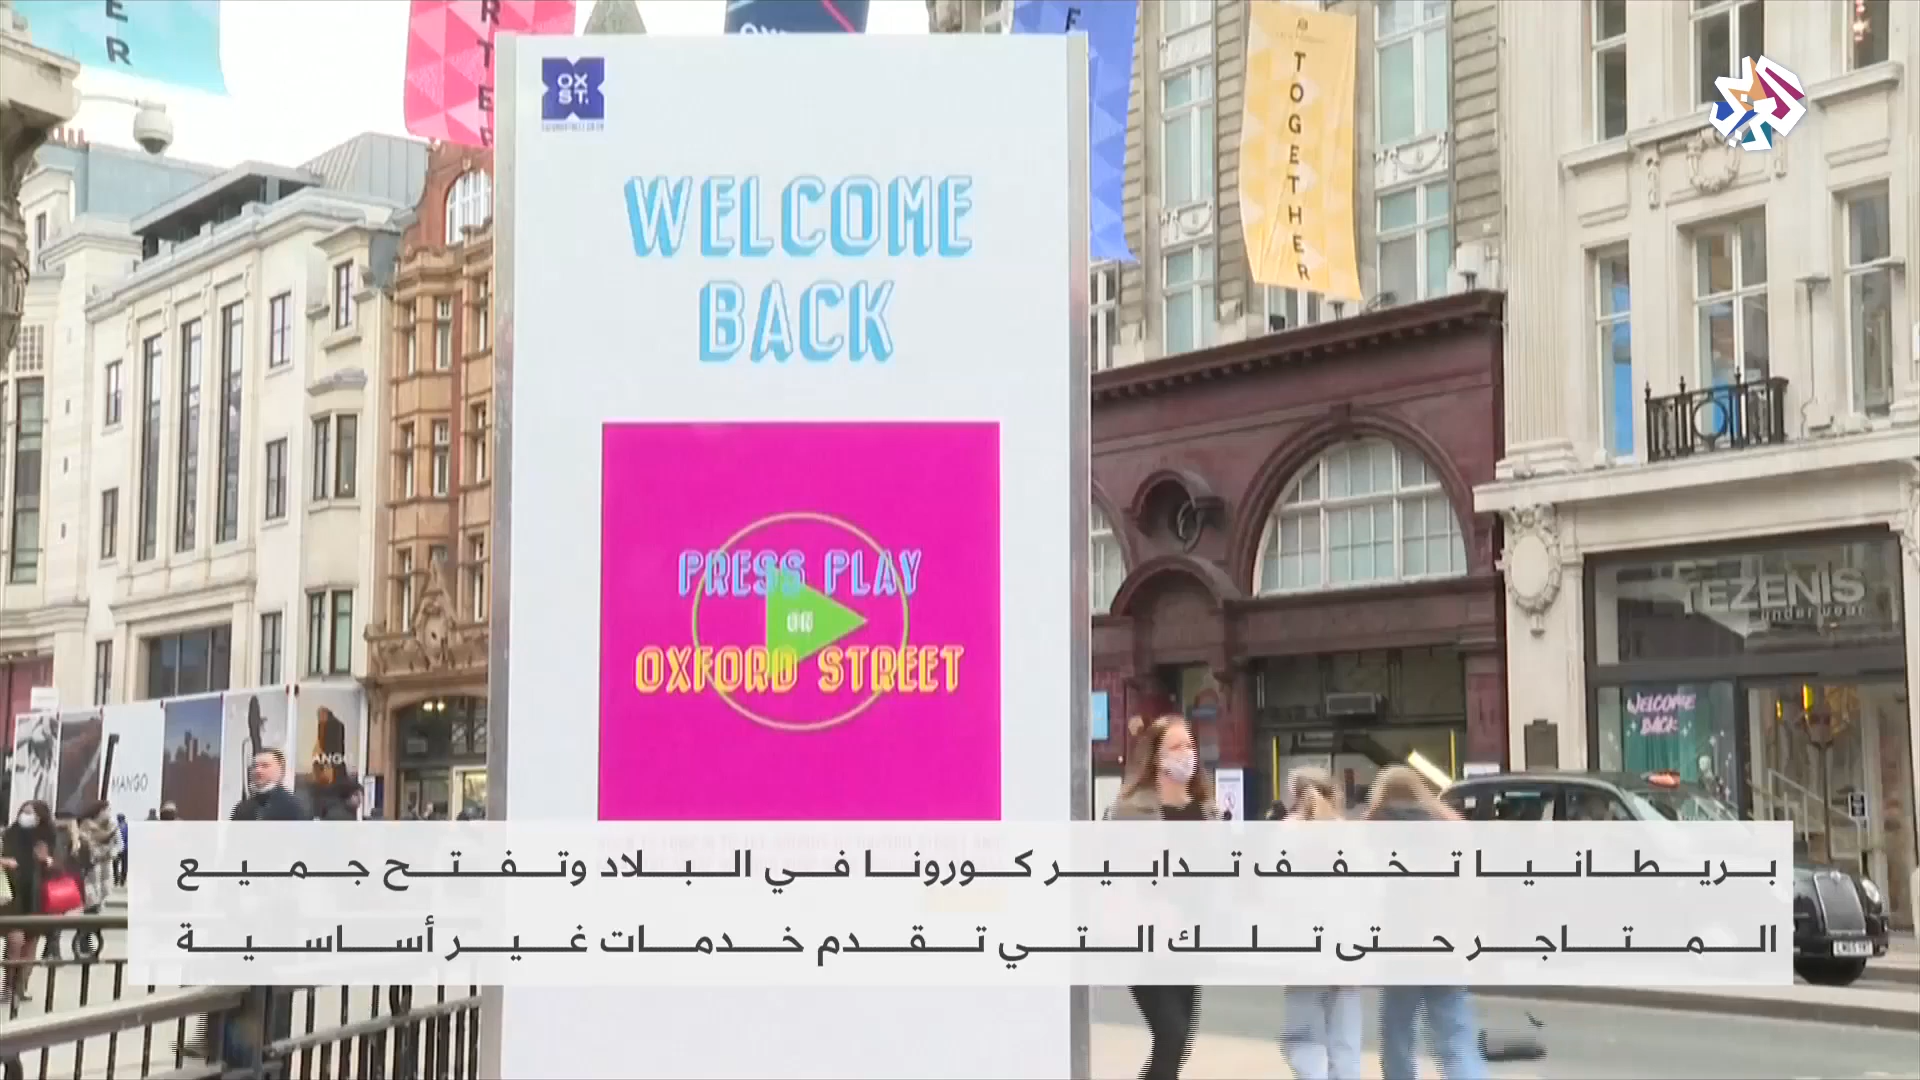 OX
ST.
WELCOME
BACK
PRESS PLAY
ON
OXFORD STREET
TOGETHER
TEZENIS
underwear
WELCOME
BACK
MANGO
بريطانيا تخفف تدابير كورونا في البلاد وتفتح جميع
المتاجر حتى تلك التي تقدم خدمات غير أساسية